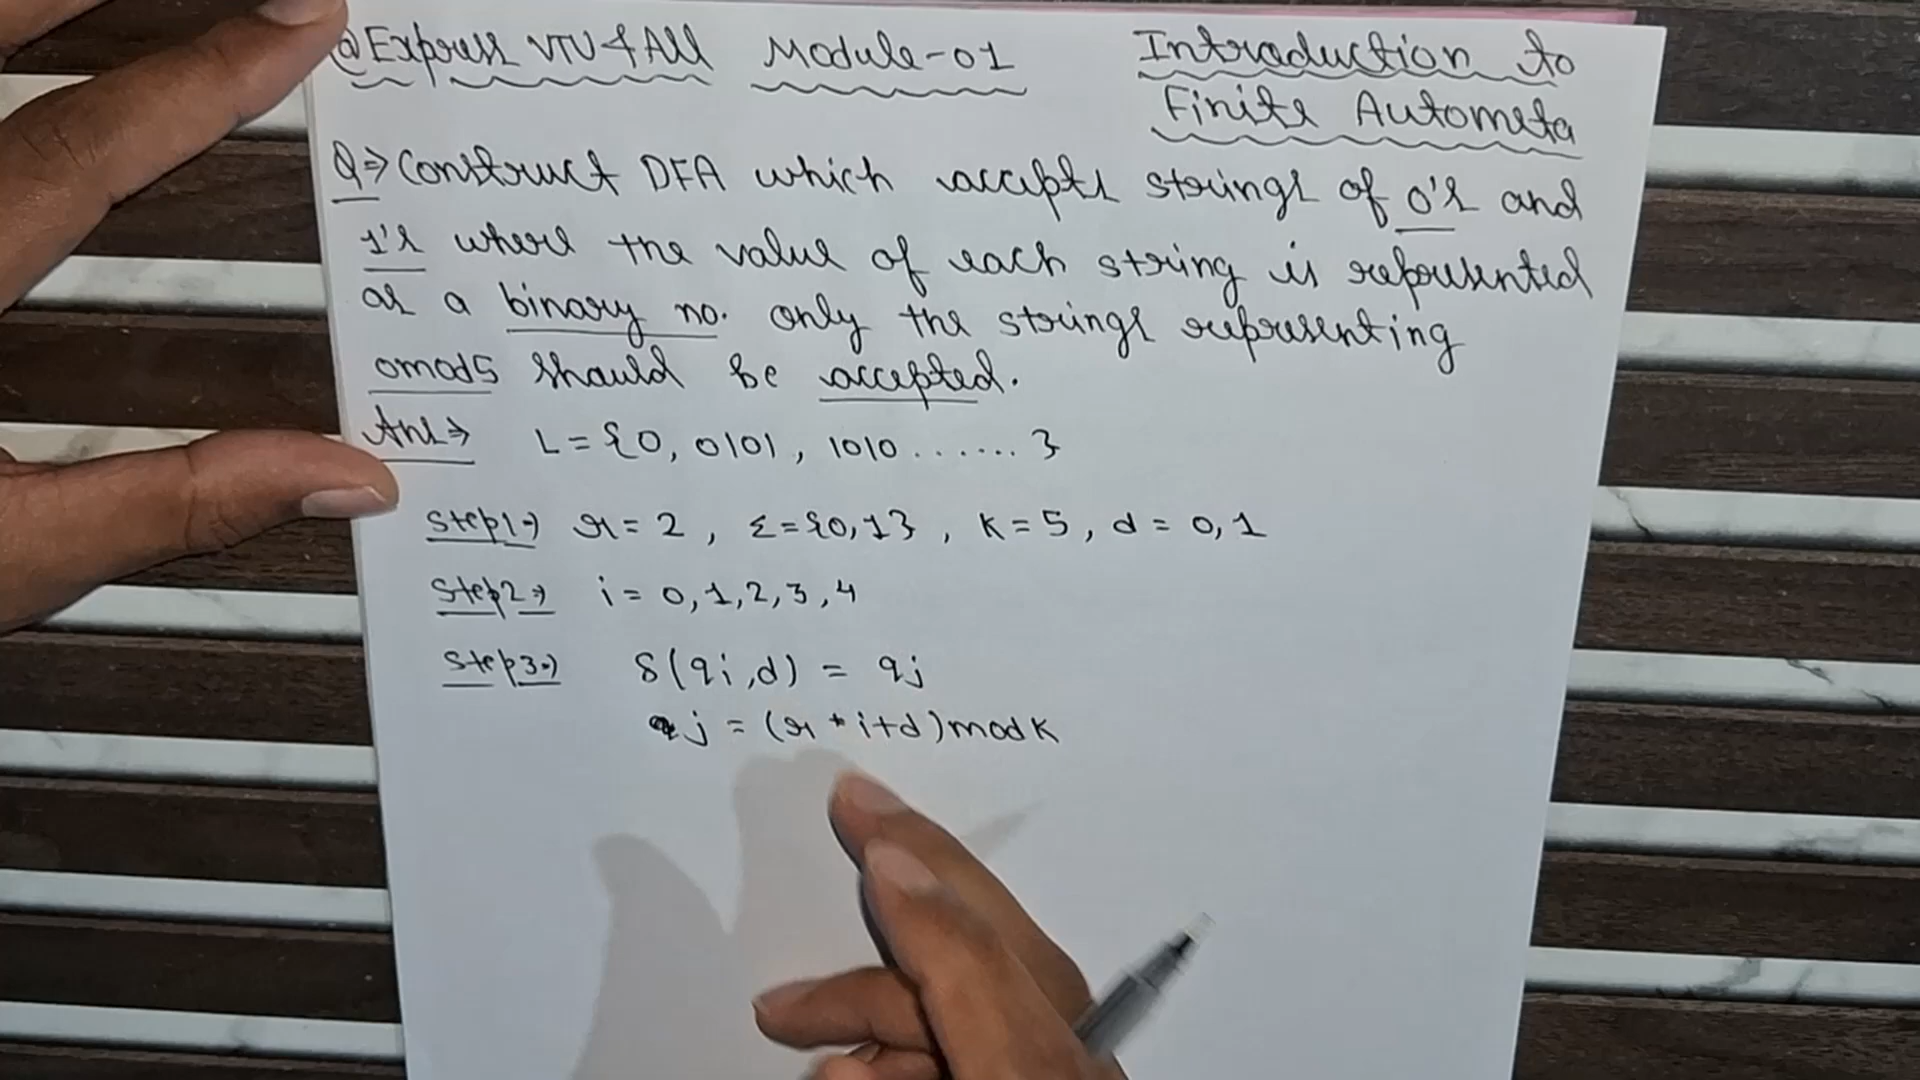 @Express VTU 4 All Module-01 Introduction to
Finite Autometa
Q⇒ Construct DFA which accepts strings of 0's and
1's where the value of each string is represented
as a binary no. only the strings representing
0mod5 should be accepted.
Ans⇒ L = {0, 0101, 1010 ....... }
Step1⇒ r = 2, Σ = {0,1}, K = 5, d = 0, 1
Step2⇒ i = 0, 1, 2, 3, 4
Step3⇒ δ(qi, d) = qj
j = (r * i + d) mod K